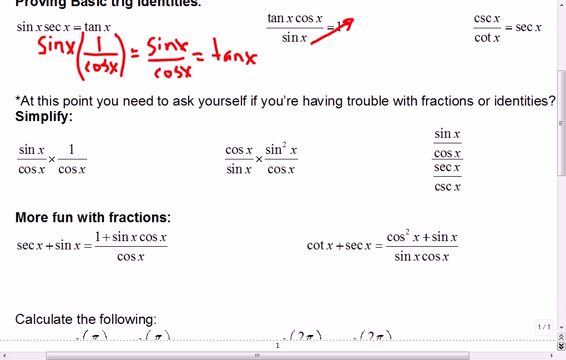 Proving Basic trig identities.
sin x sec x = tan x
tan x cos x / sin x = 1
csc x / cot x = sec x
sinx(1/cosx) = sinx/cosx = tanx
*At this point you need to ask yourself if you're having trouble with fractions or identities?
Simplify:
sin x / cos x × 1 / cos x
cos x / sin x × sin² x / cos x
sin x / cos x / sec x / csc x
More fun with fractions:
sec x + sin x = 1 + sin x cos x / cos x
cot x + sec x = cos² x + sin x / sin x cos x
1 / 1
Calculate the following:
1